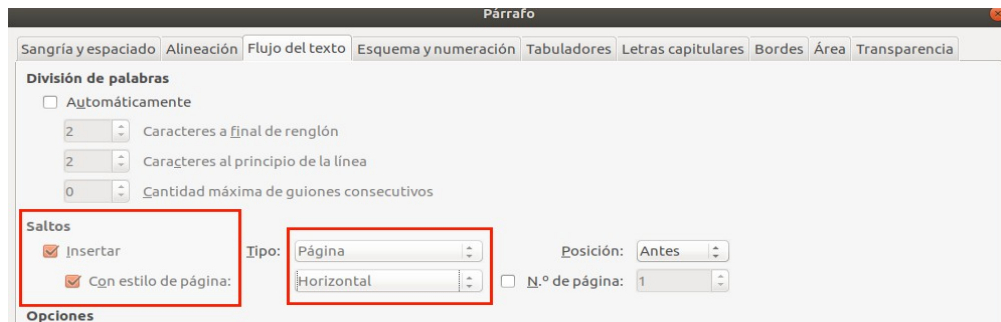 Párrafo
Sangría y espaciado Alineación Flujo del texto Esquema y numeración Tabuladores Letras capitulares Bordes Área Transparencia
División de palabras
Automáticamente
2 Caracteres a final de renglón
2 Caracteres al principio de la línea
0 Cantidad máxima de guiones consecutivos
Saltos
Insertar Tipo: Página Posición: Antes
Con estilo de página: Horizontal N.º de página: 1
Opciones